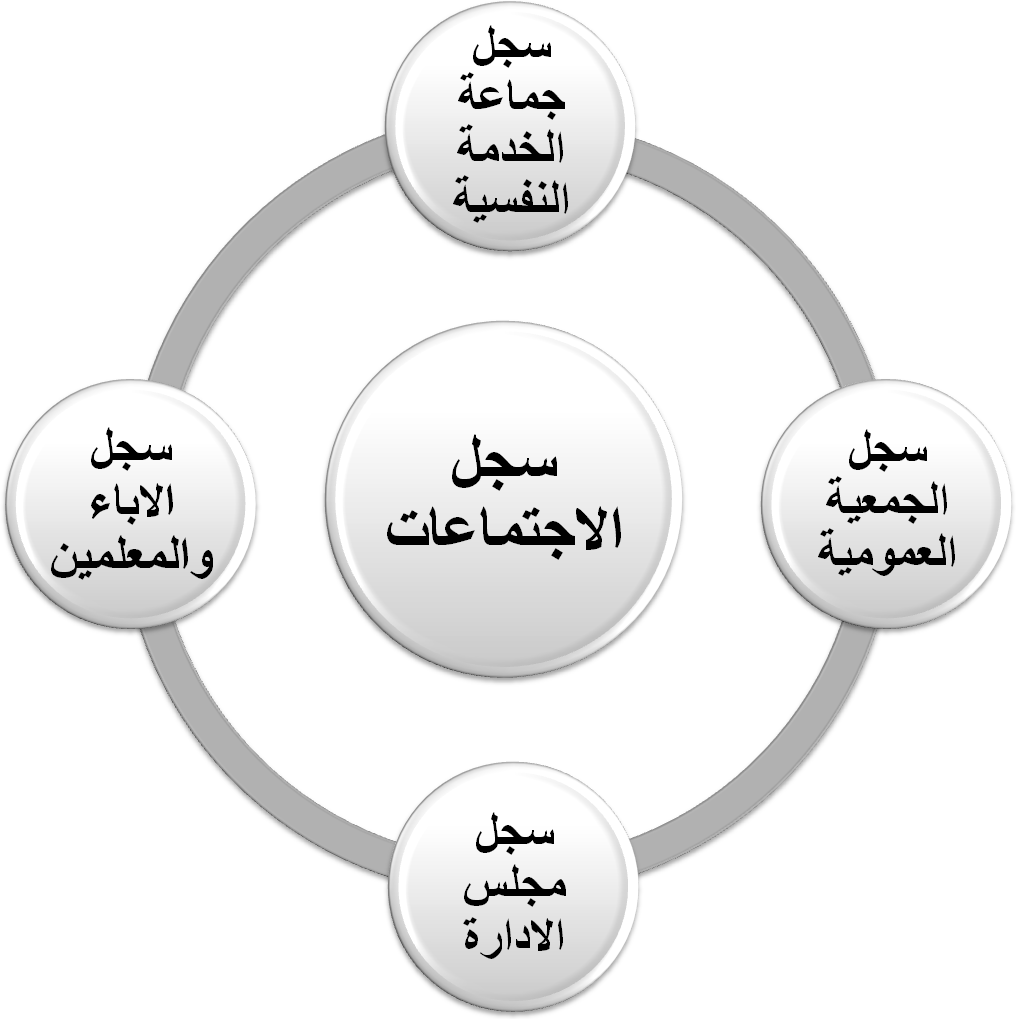 سجل
جماعة
الخدمة
النفسية
سجل
الجمعية
العمومية
سجل
الاجتماعات
سجل
الاباء
والمعلمين
سجل
مجلس
الادارة